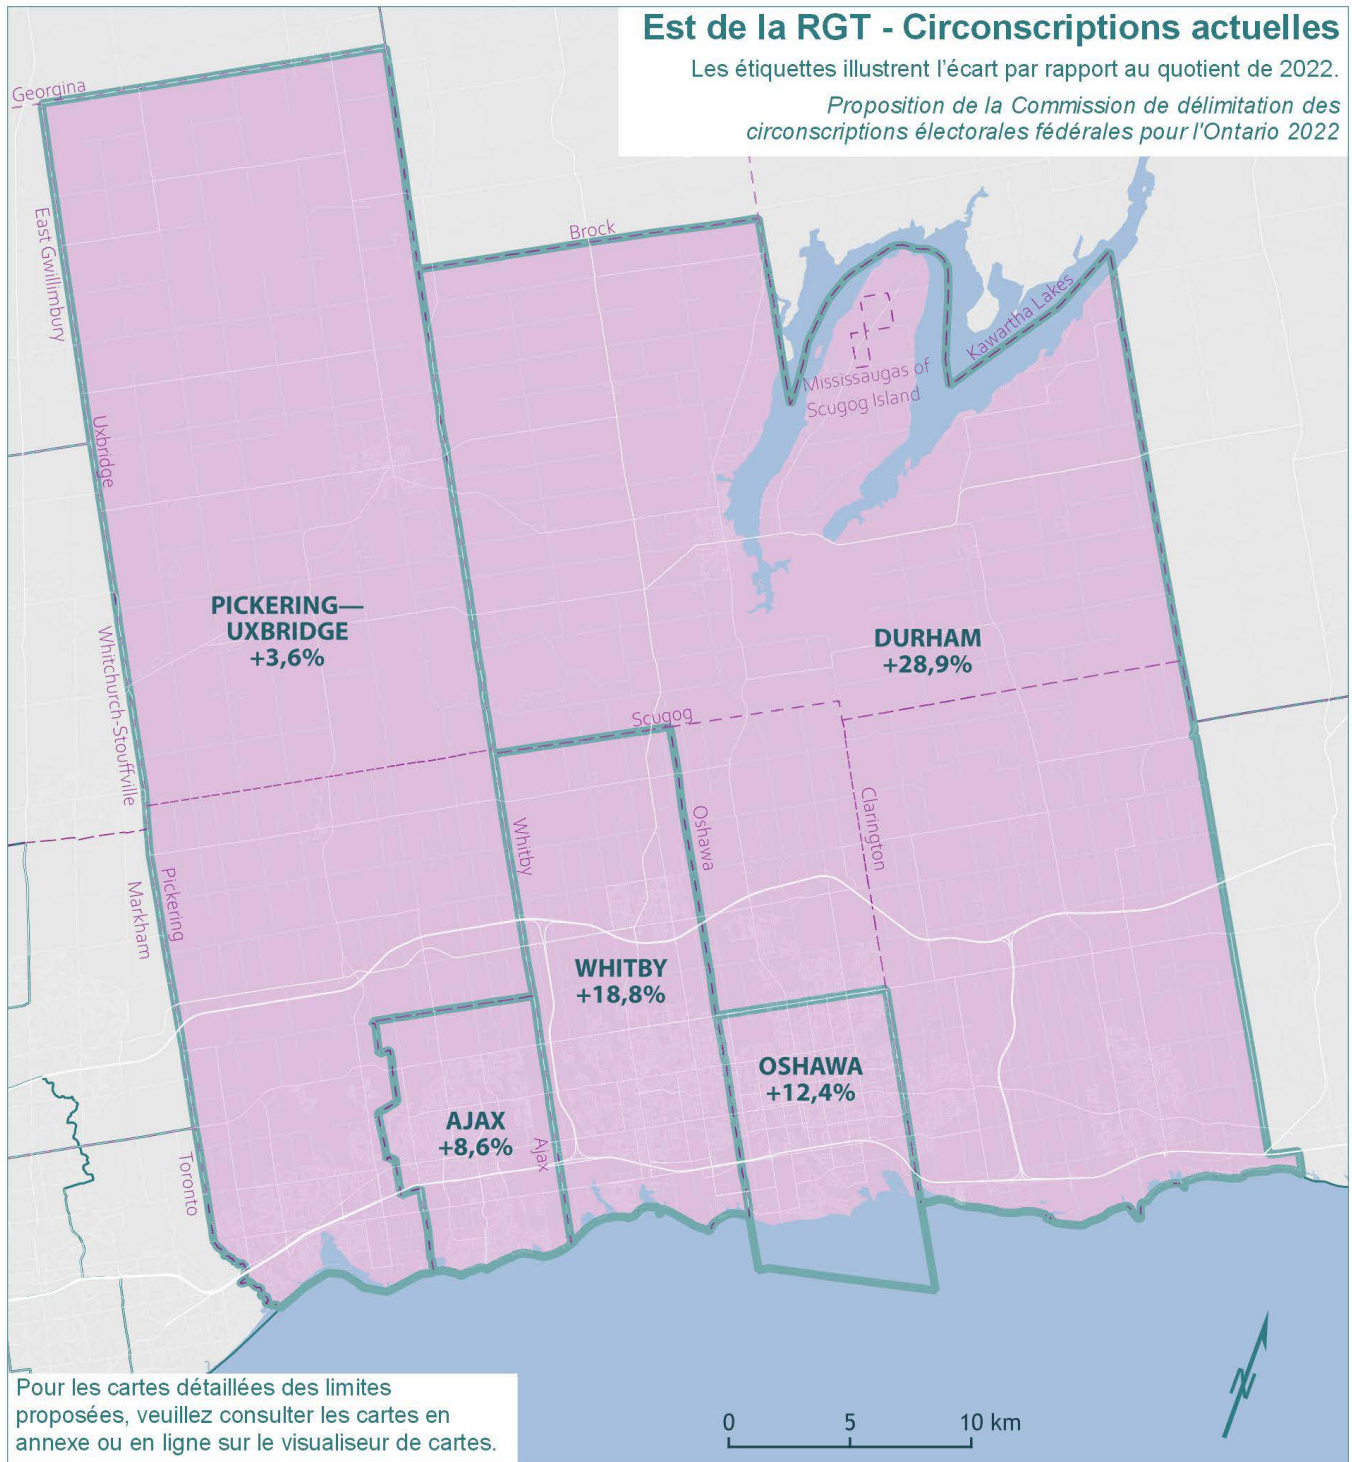 Est de la RGT - Circonscriptions actuelles
Les étiquettes illustrent l'écart par rapport au quotient de 2022.
Proposition de la Commission de délimitation des
circonscriptions électorales fédérales pour l'Ontario 2022
Georgina
East Gwillimbury
Brock
Kawartha Lakes
Mississaugas of
Scugog Island
Uxbridge
PICKERING—
UXBRIDGE
+3,6%
DURHAM
+28,9%
Whitchurch-Stouffville
Scugog
Whitby
Oshawa
Clarington
Pickering
Markham
WHITBY
+18,8%
OSHAWA
+12,4%
AJAX
+8,6%
Ajax
Toronto
Pour les cartes détaillées des limites
proposées, veuillez consulter les cartes en
annexe ou en ligne sur le visualiseur de cartes.
0 5 10 km
N